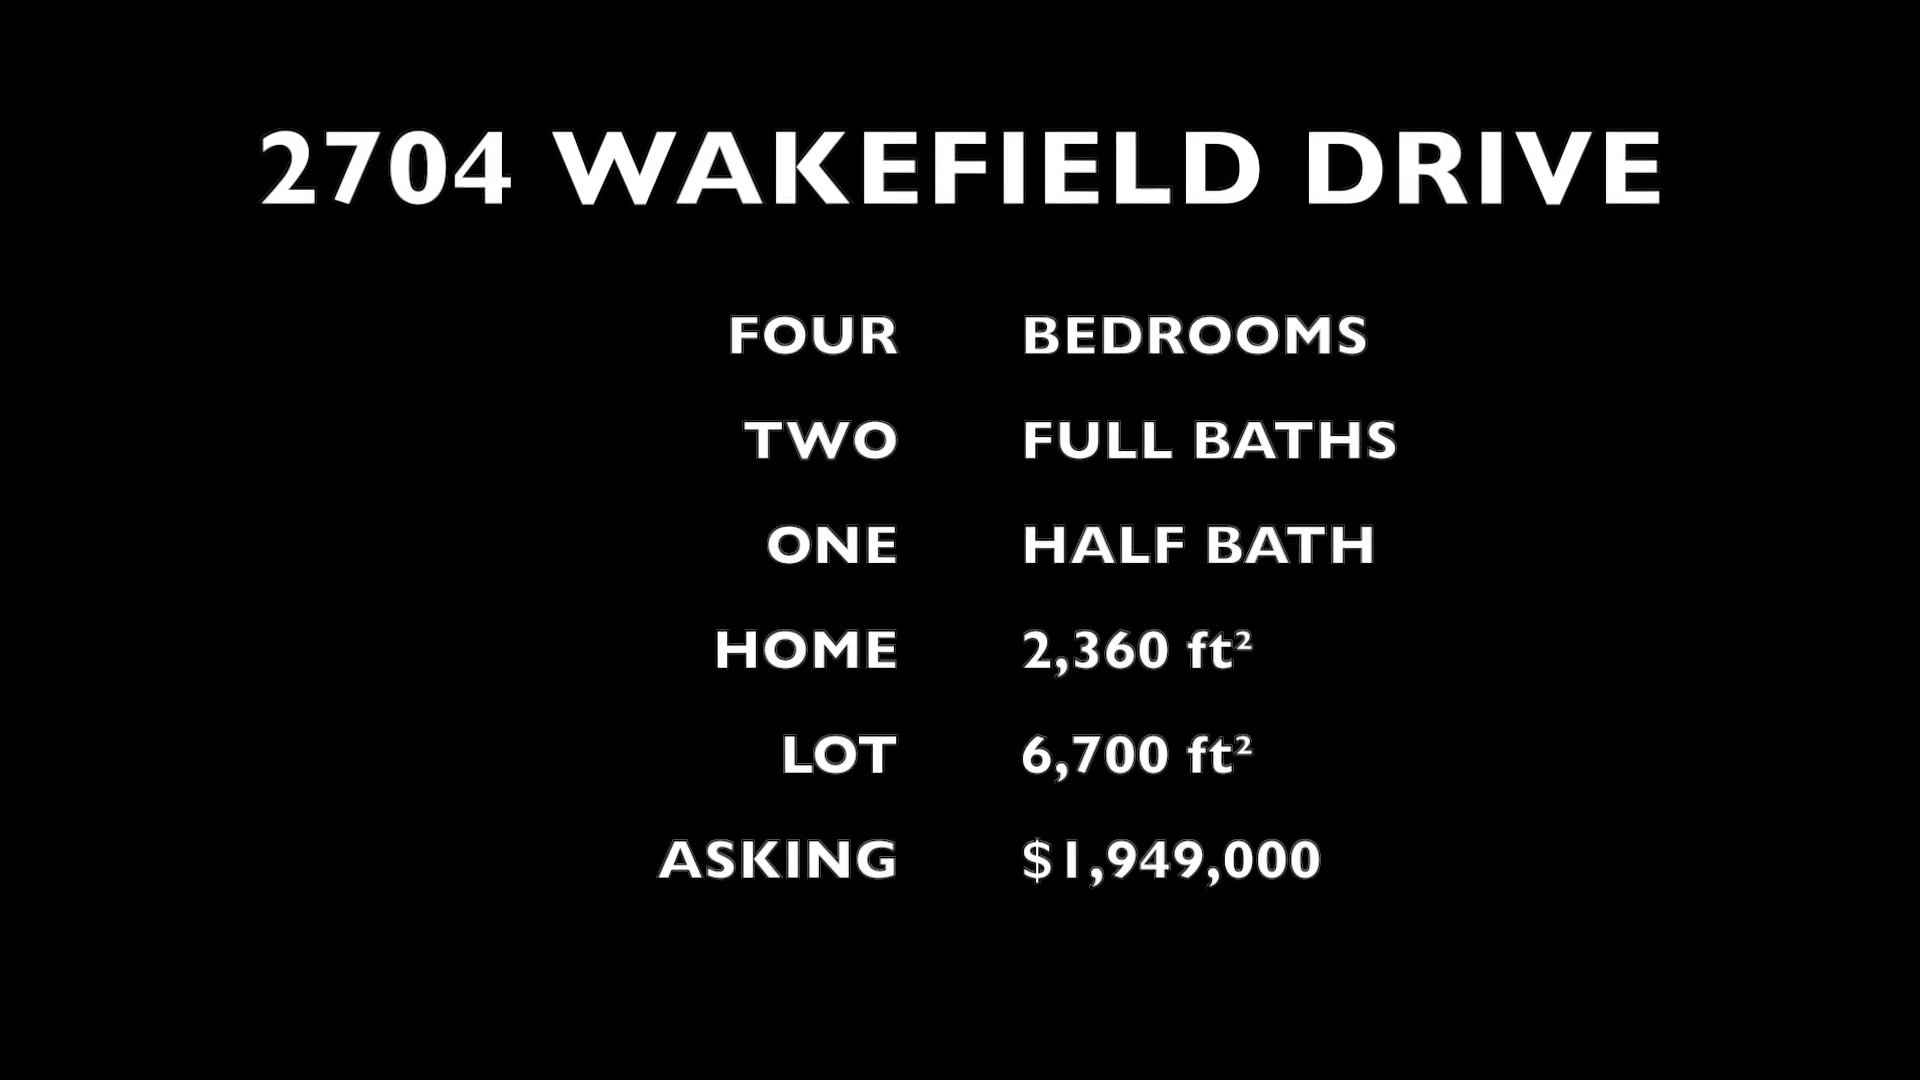 2704 WAKEFIELD DRIVE
FOUR BEDROOMS
TWO FULL BATHS
ONE HALF BATH
HOME 2,360 ft²
LOT 6,700 ft²
ASKING $1,949,000